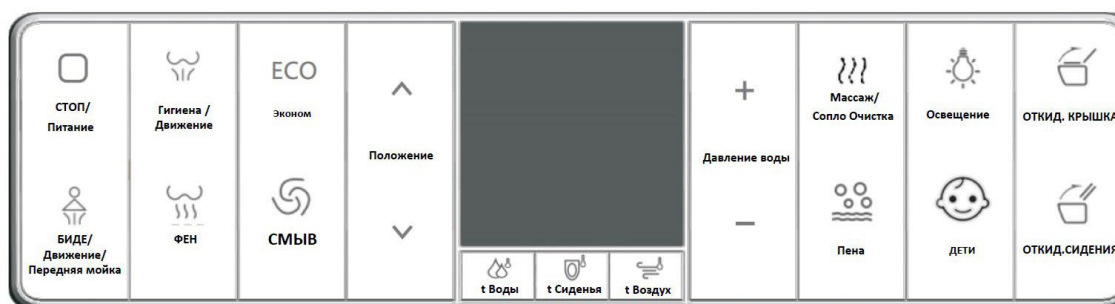 СТОП/
Питание
Гигиена /
Движение
ECO
Эконом
Положение
Давление воды
Массаж/
Сопло Очистка
Освещение
ОТКИД. КРЫШКА
БИДЕ/
Движение/
Передняя мойка
ФЕН
СМЫВ
Пена
ДЕТИ
ОТКИД.СИДЕНИЯ
t Воды
t Сиденья
t Воздух